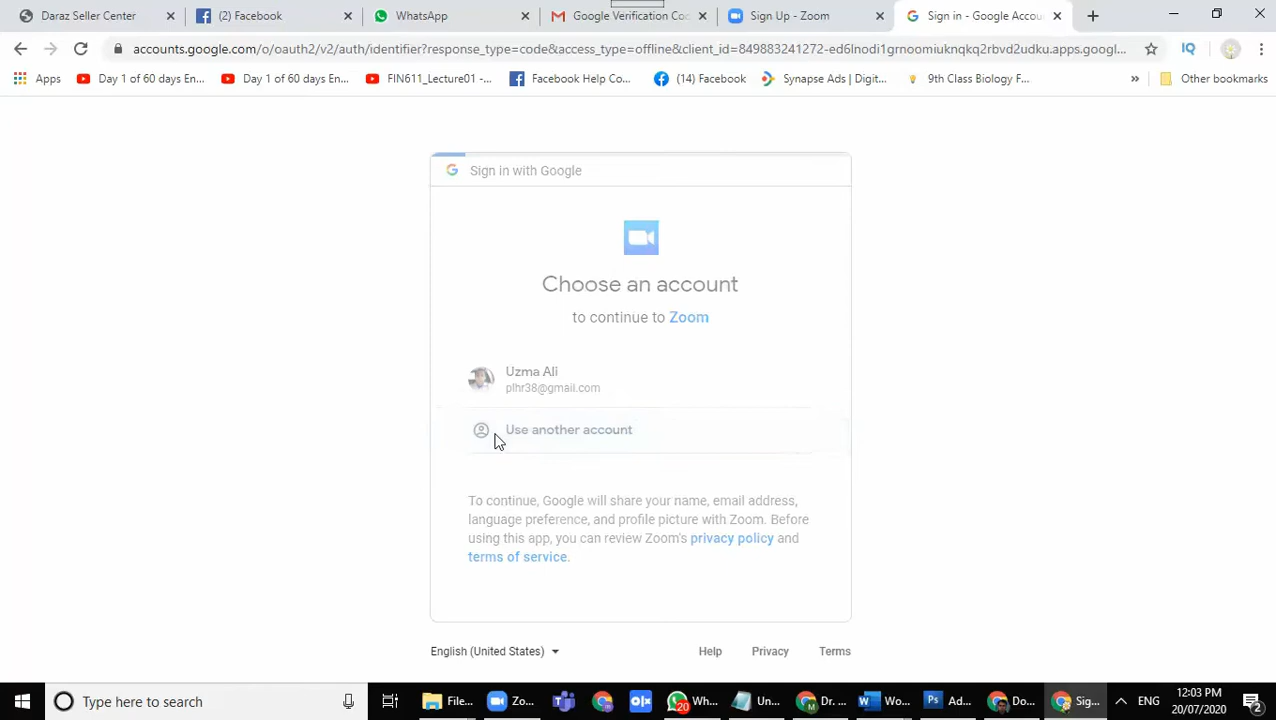 Daraz Seller Center
(2) Facebook
WhatsApp
Google Verification Co
Sign Up - Zoom
Sign in - Google Accou
accounts.google.com/o/oauth2/v2/auth/identifier?response_type=code&access_type=offline&client_id=849883241272-ed6lnodi1grnoomiuknqkq2rbvd2udku.apps.googl...
IQ
Apps
Day 1 of 60 days En...
Day 1 of 60 days En...
FIN611_Lecture01 -...
Facebook Help Co...
(14) Facebook
Synapse Ads | Digit...
9th Class Biology F...
»
Other bookmarks
G Sign in with Google
Choose an account
to continue to Zoom
Uzma Ali
plhr38@gmail.com
Use another account
To continue, Google will share your name, email address,
language preference, and profile picture with Zoom. Before
using this app, you can review Zoom's privacy policy and
terms of service.
English (United States)
Help
Privacy
Terms
Type here to search
File...
Zo...
olx
20
Wh...
Un...
Dr. ...
Wo...
Ps
Ad...
Do...
Sig...
ENG
12:03 PM
20/07/2020
2